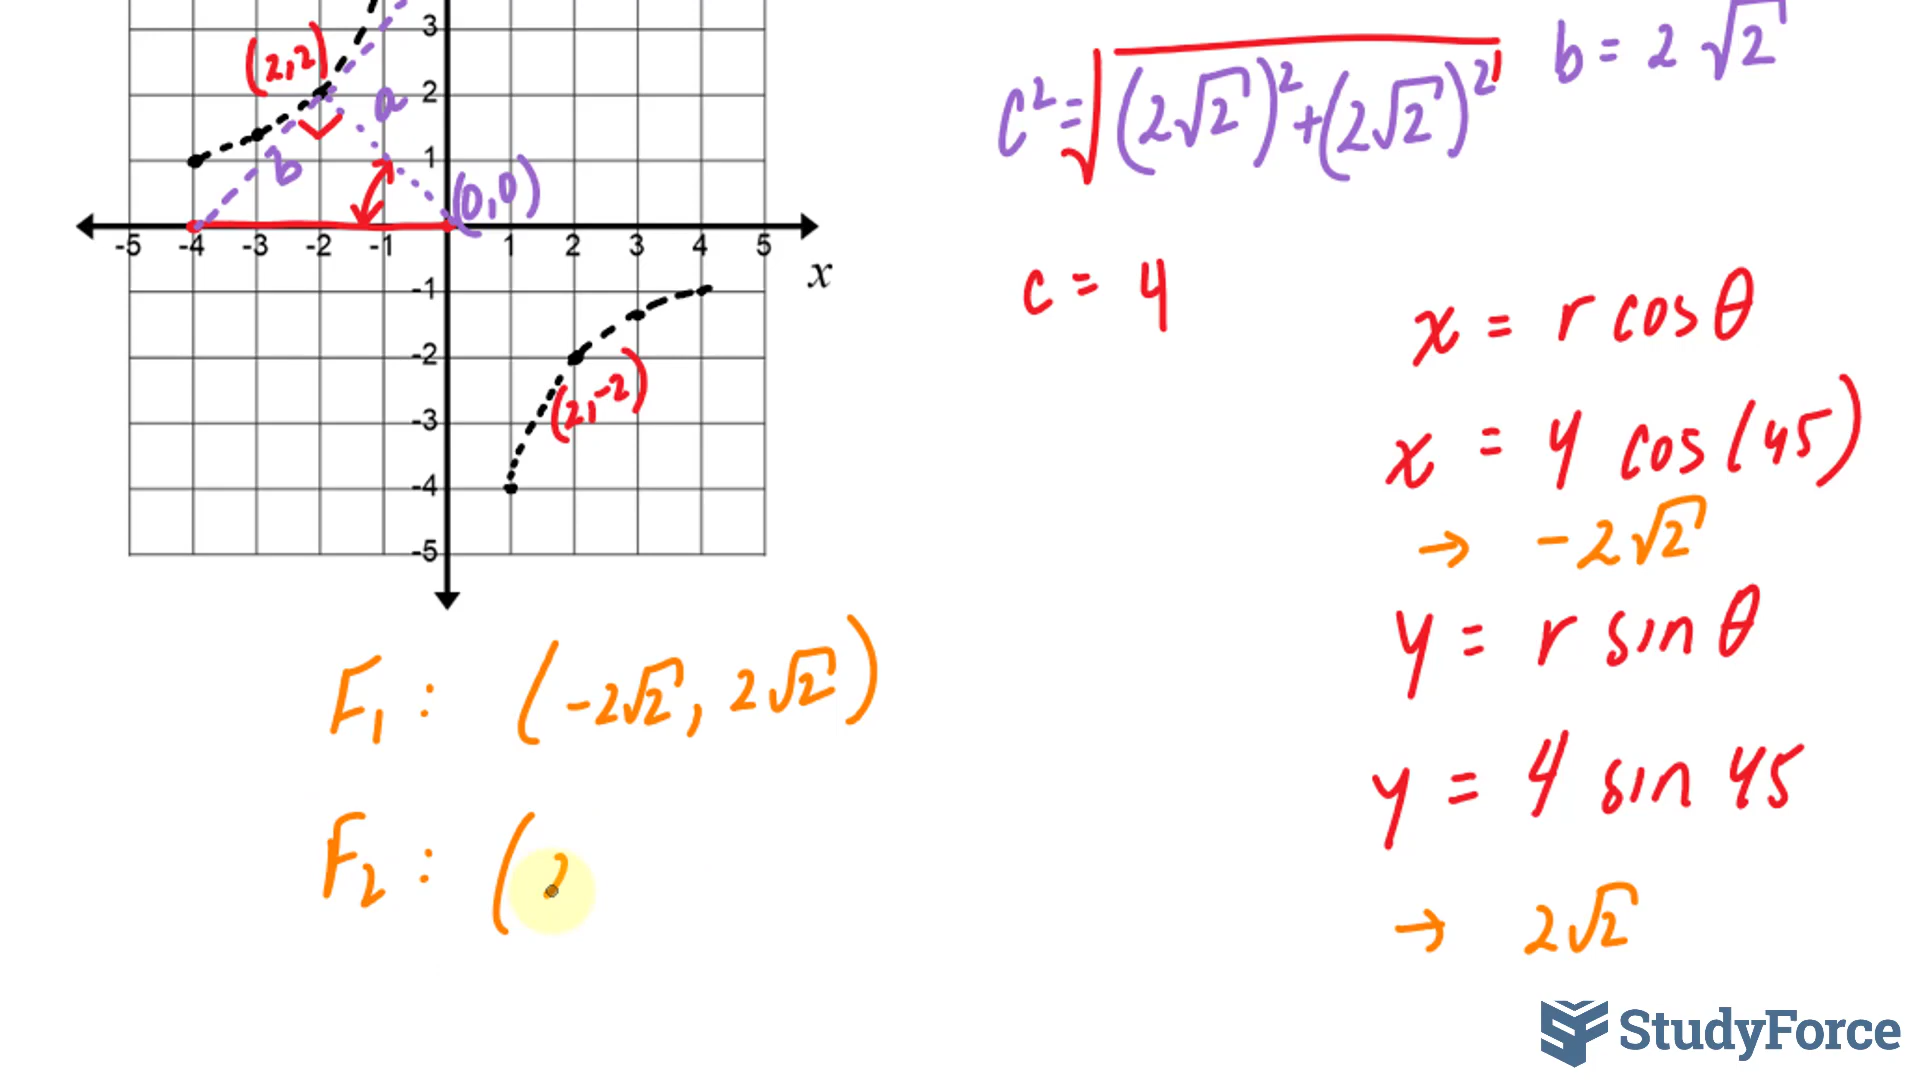 3
(2,2)
2
a
b
1
(0,0)
-5 -4 -3 -2 -1 1 2 3 4 5
x
-1
-2
(2,-2)
-3
-4
-5
F₁ : (-2√2, 2√2)
F₂ : (2
b = 2√2
c² = √(2√2)² + (2√2)²
c = 4
x = r cos θ
x = 4 cos(45)
→ -2√2
y = r sin θ
y = 4 sin 45
→ 2√2
StudyForce